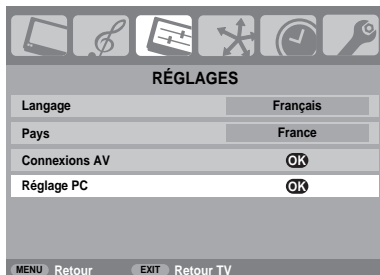 RÉGLAGES
Langage Français
Pays France
Connexions AV OK
Réglage PC OK
MENU Retour EXIT Retour TV